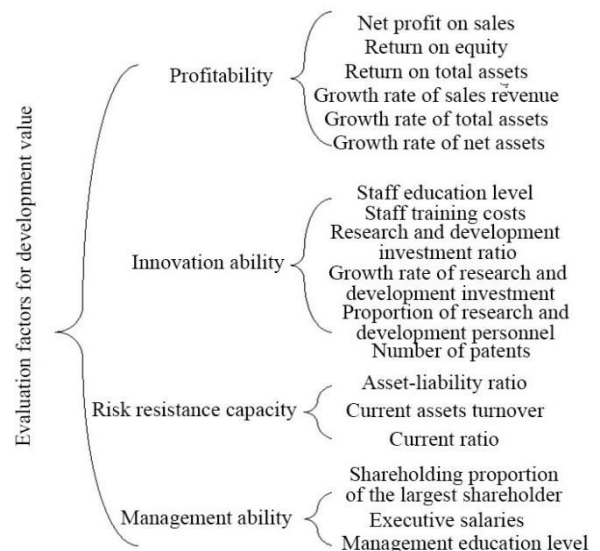 Evaluation factors for development value
Profitability
Net profit on sales
Return on equity
Return on total assets
Growth rate of sales revenue
Growth rate of total assets
Growth rate of net assets
Innovation ability
Staff education level
Staff training costs
Research and development
investment ratio
Growth rate of research and
development investment
Proportion of research and
development personnel
Number of patents
Risk resistance capacity
Asset-liability ratio
Current assets turnover
Current ratio
Management ability
Shareholding proportion
of the largest shareholder
Executive salaries
Management education level